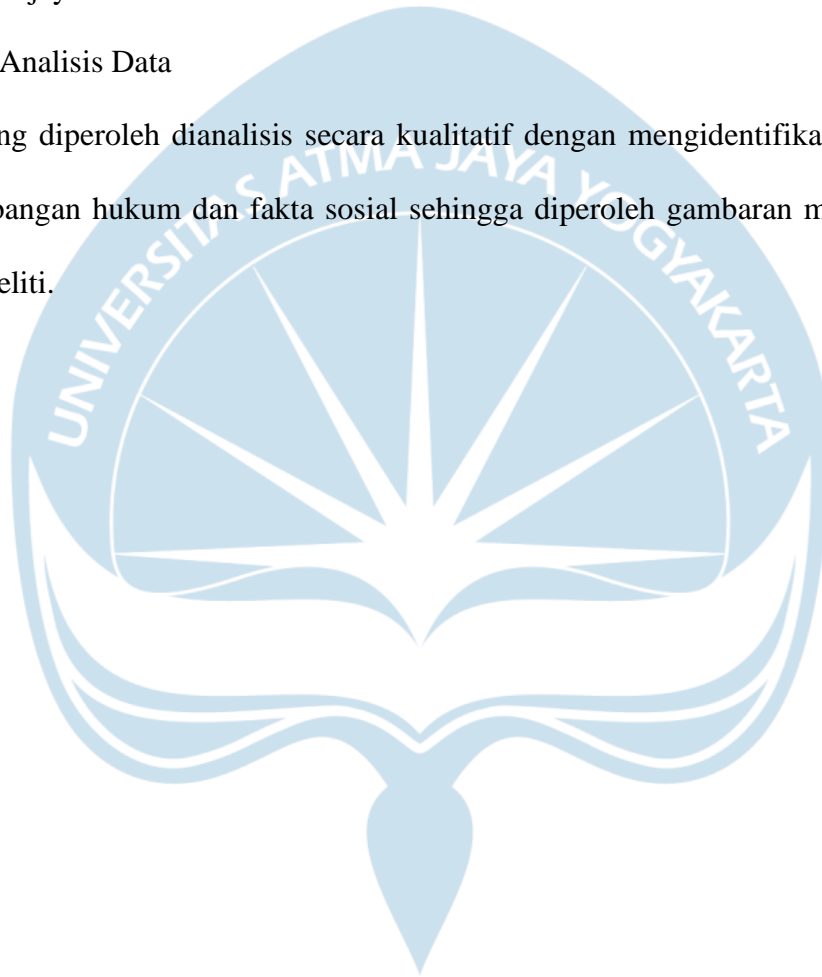 Analisis Data
ng diperoleh dianalisis secara kualitatif dengan mengidentifika
bangan hukum dan fakta sosial sehingga diperoleh gambaran m
eliti.
UNIVERSITAS ATMA JAYA YOGYAKARTA